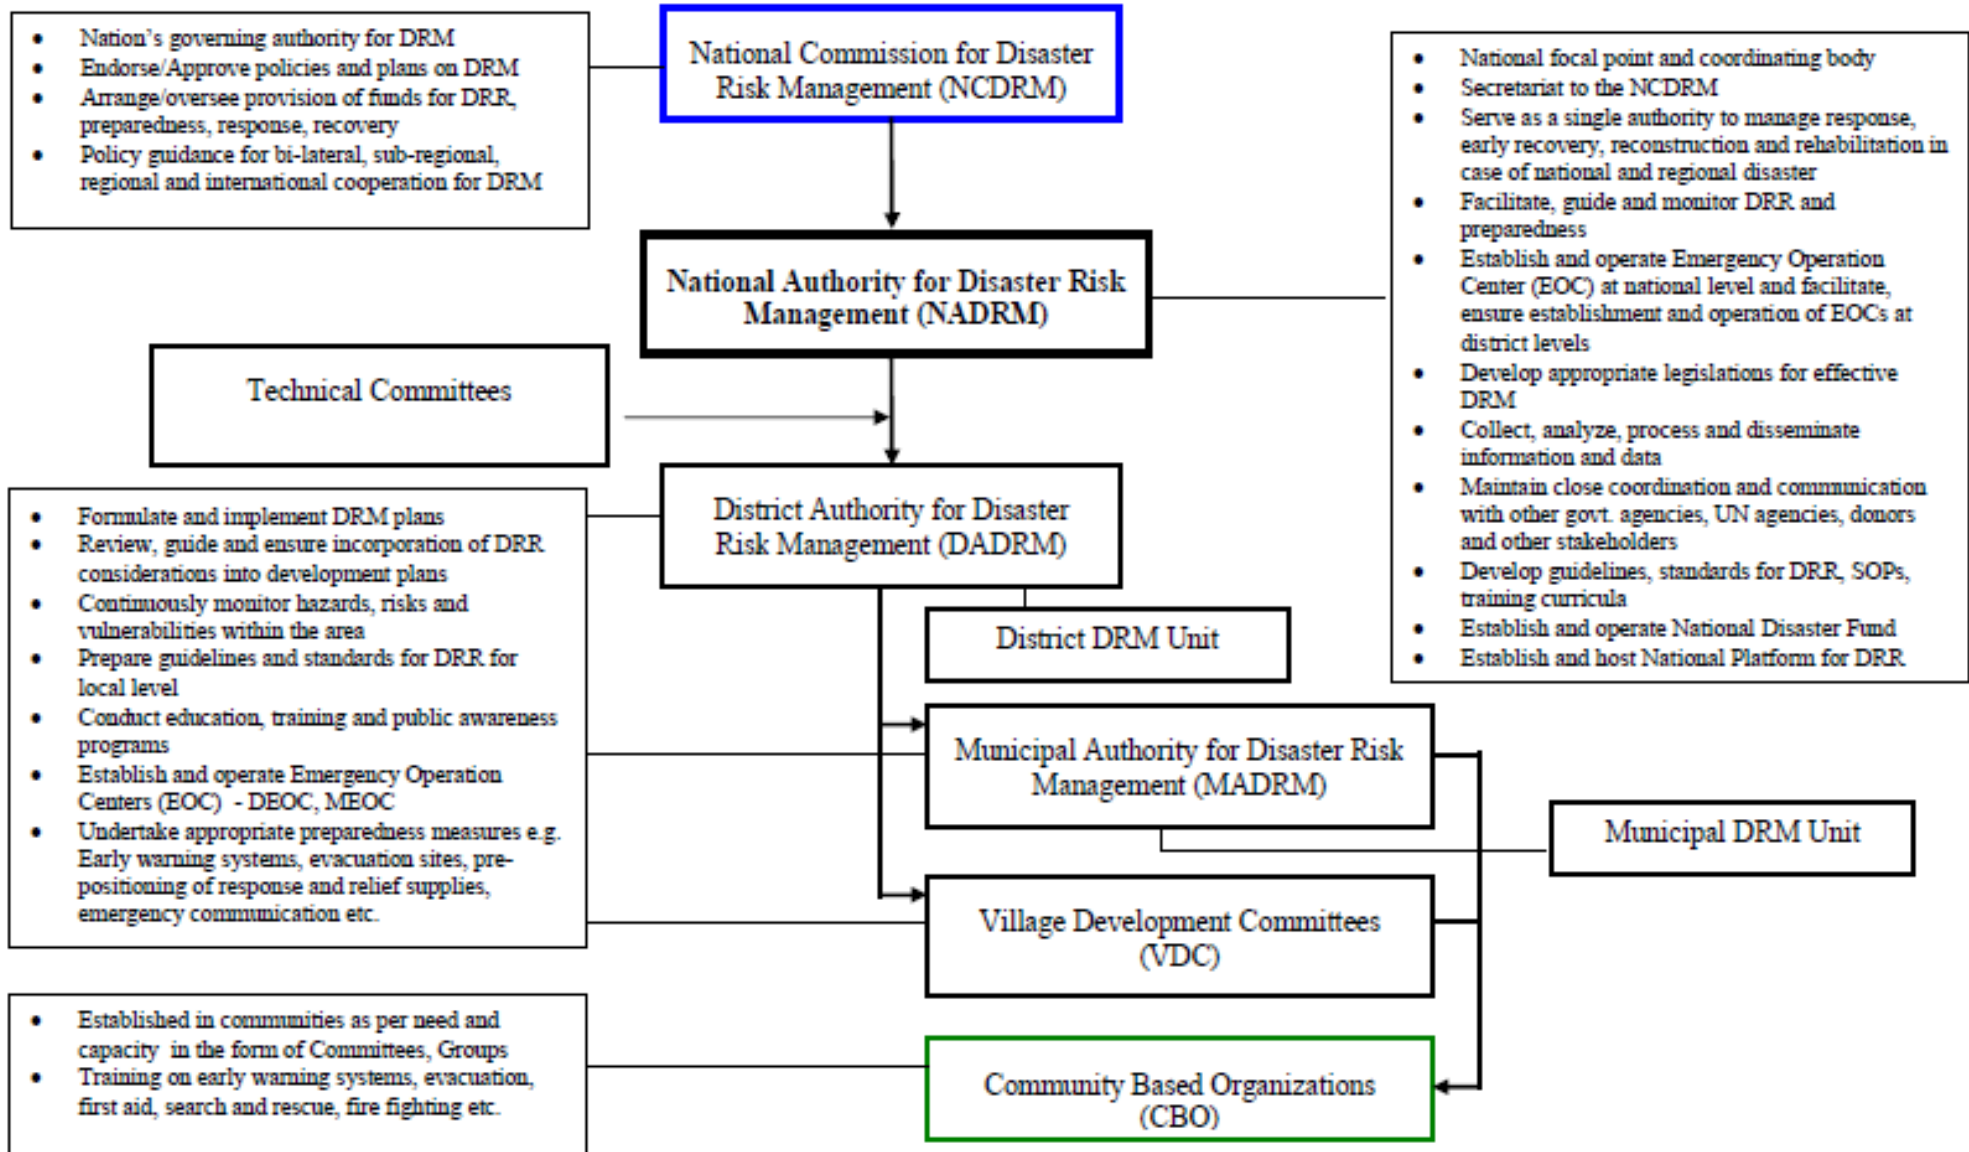 • Nation's governing authority for DRM
• Endorse/Approve policies and plans on DRM
• Arrange/oversee provision of funds for DRR,
preparedness, response, recovery
• Policy guidance for bi-lateral, sub-regional,
regional and international cooperation for DRM
National Commission for Disaster
Risk Management (NCDRM)
• National focal point and coordinating body
• Secretariat to the NCDRM
• Serve as a single authority to manage response,
early recovery, reconstruction and rehabilitation in
case of national and regional disaster
• Facilitate, guide and monitor DRR and
preparedness
• Establish and operate Emergency Operation
Center (EOC) at national level and facilitate,
ensure establishment and operation of EOCs at
district levels
• Develop appropriate legislations for effective
DRM
• Collect, analyze, process and disseminate
information and data
• Maintain close coordination and communication
with other govt. agencies, UN agencies, donors
and other stakeholders
• Develop guidelines, standards for DRR, SOPs,
training curricula
• Establish and operate National Disaster Fund
• Establish and host National Platform for DRR
National Authority for Disaster Risk
Management (NADRM)
Technical Committees
District Authority for Disaster
Risk Management (DADRM)
• Formulate and implement DRM plans
• Review, guide and ensure incorporation of DRR
considerations into development plans
• Continuously monitor hazards, risks and
vulnerabilities within the area
• Prepare guidelines and standards for DRR for
local level
• Conduct education, training and public awareness
programs
• Establish and operate Emergency Operation
Centers (EOC) - DEOC, MEOC
• Undertake appropriate preparedness measures e.g.
Early warning systems, evacuation sites, pre-
positioning of response and relief supplies,
emergency communication etc.
District DRM Unit
Municipal Authority for Disaster Risk
Management (MADRM)
Municipal DRM Unit
Village Development Committees
(VDC)
• Established in communities as per need and
capacity in the form of Committees, Groups
• Training on early warning systems, evacuation,
first aid, search and rescue, fire fighting etc.
Community Based Organizations
(CBO)